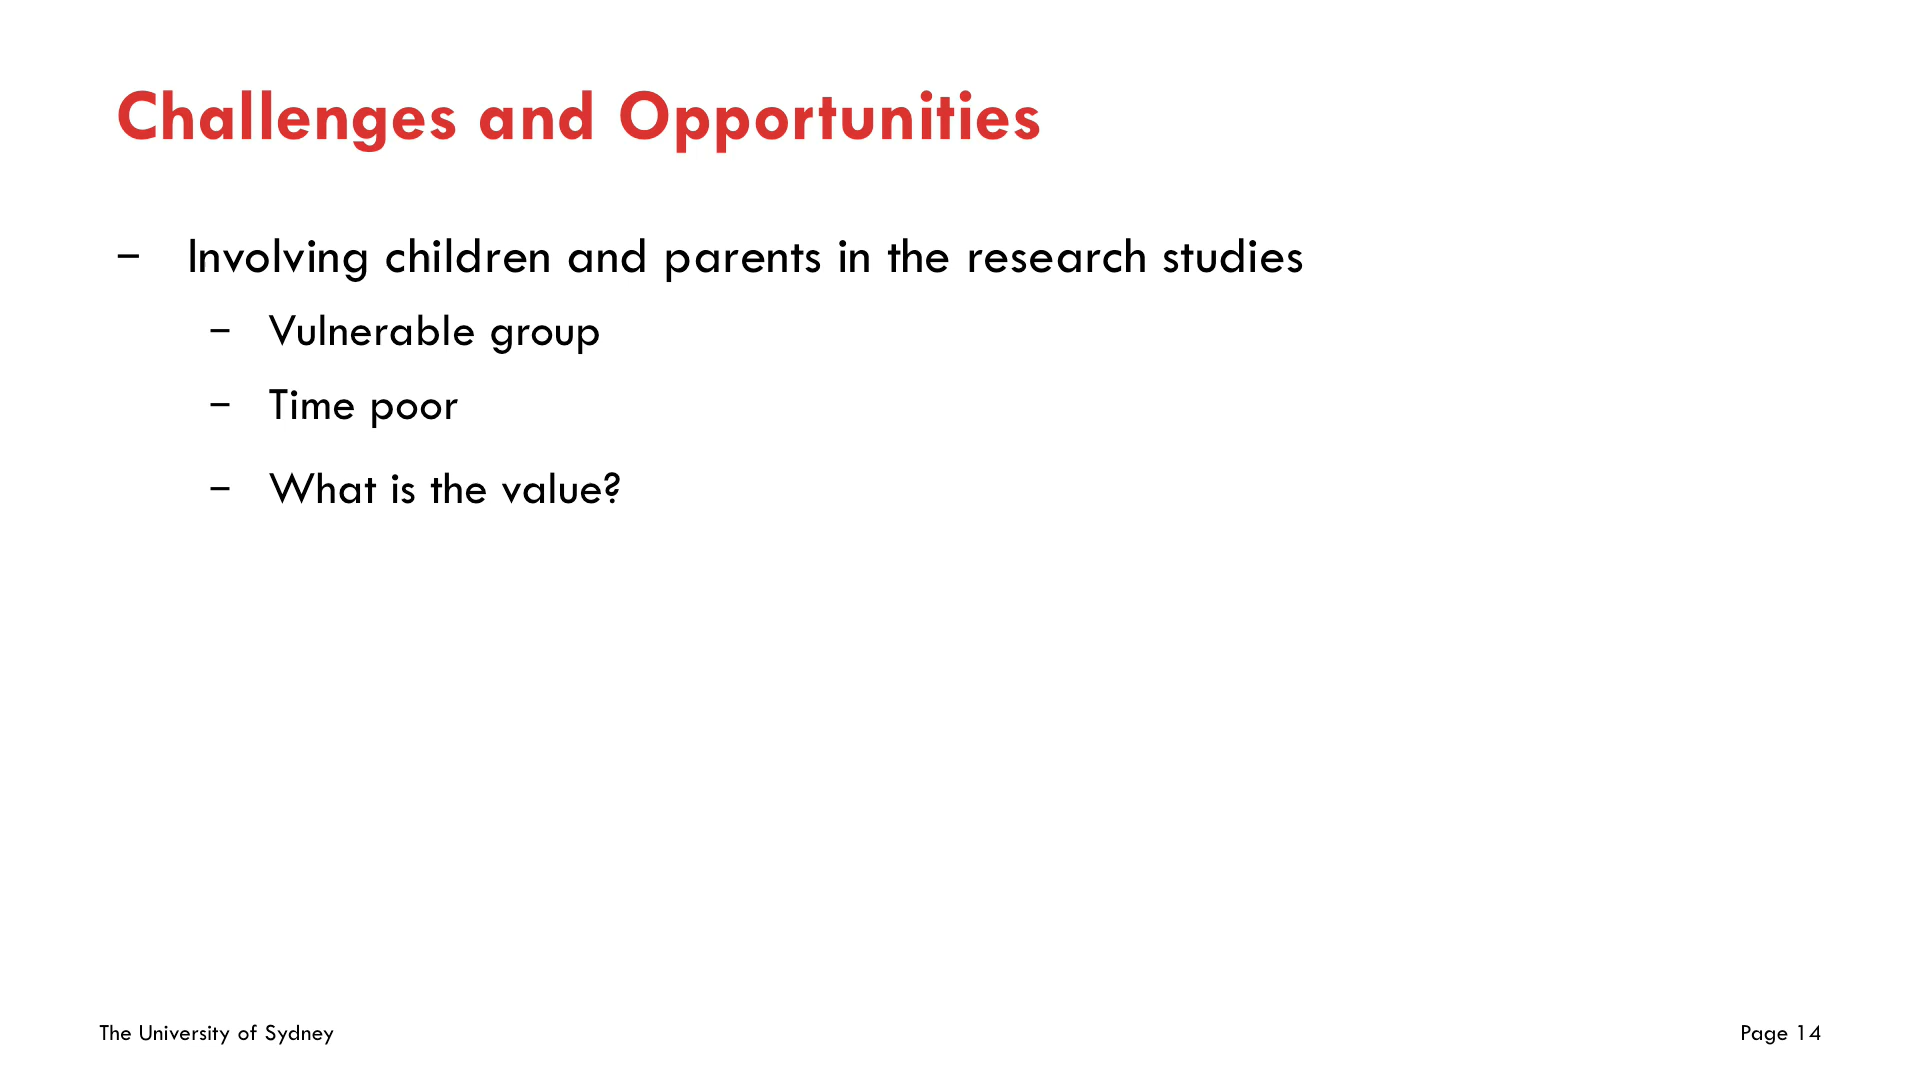 Challenges and Opportunities
– Involving children and parents in the research studies
– Vulnerable group
– Time poor
– What is the value?
The University of Sydney
Page 14